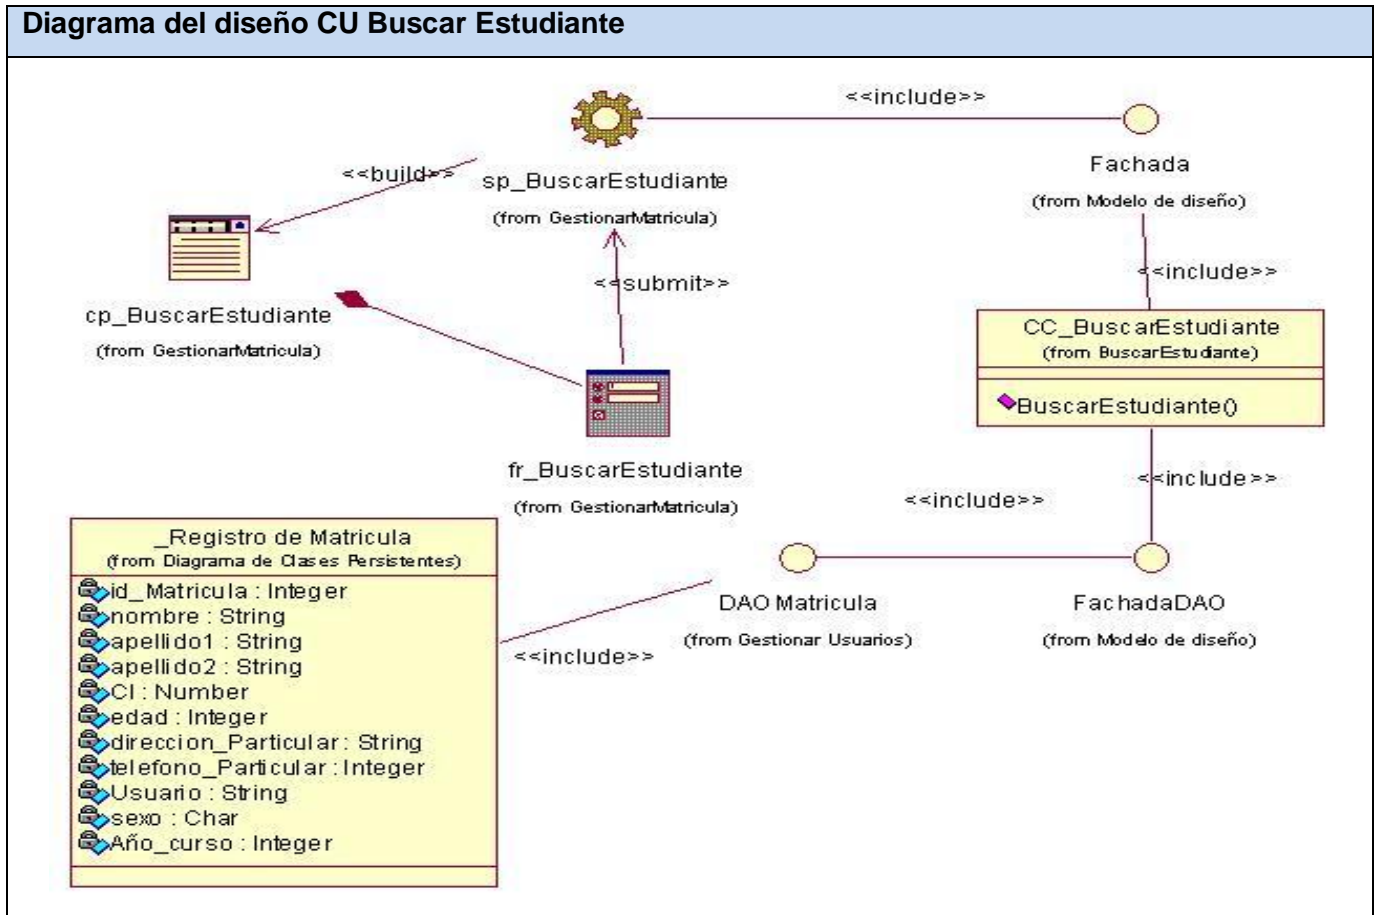 Diagrama del diseño CU Buscar Estudiante
<<include>>
<<build>>
sp_BuscarEstudiante
(from GestionarMatricula)
Fachada
(from Modelo de diseño)
<<submit>>
<<include>>
cp_BuscarEstudiante
(from GestionarMatricula)
CC_BuscarEstudiante
(from BuscarEstudiante)
BuscarEstudiante()
fr_BuscarEstudiante
(from GestionarMatricula)
<<include>>
<<include>>
_Registro de Matricula
(from Diagrama de Clases Persistentes)
id_Matricula : Integer
nombre : String
apellido1 : String
apellido2 : String
CI : Number
edad : Integer
direccion_Particular : String
telefono_Particular : Integer
Usuario : String
sexo : Char
Año_curso : Integer
<<include>>
DAO Matricula
(from Gestionar Usuarios)
FachadaDAO
(from Modelo de diseño)